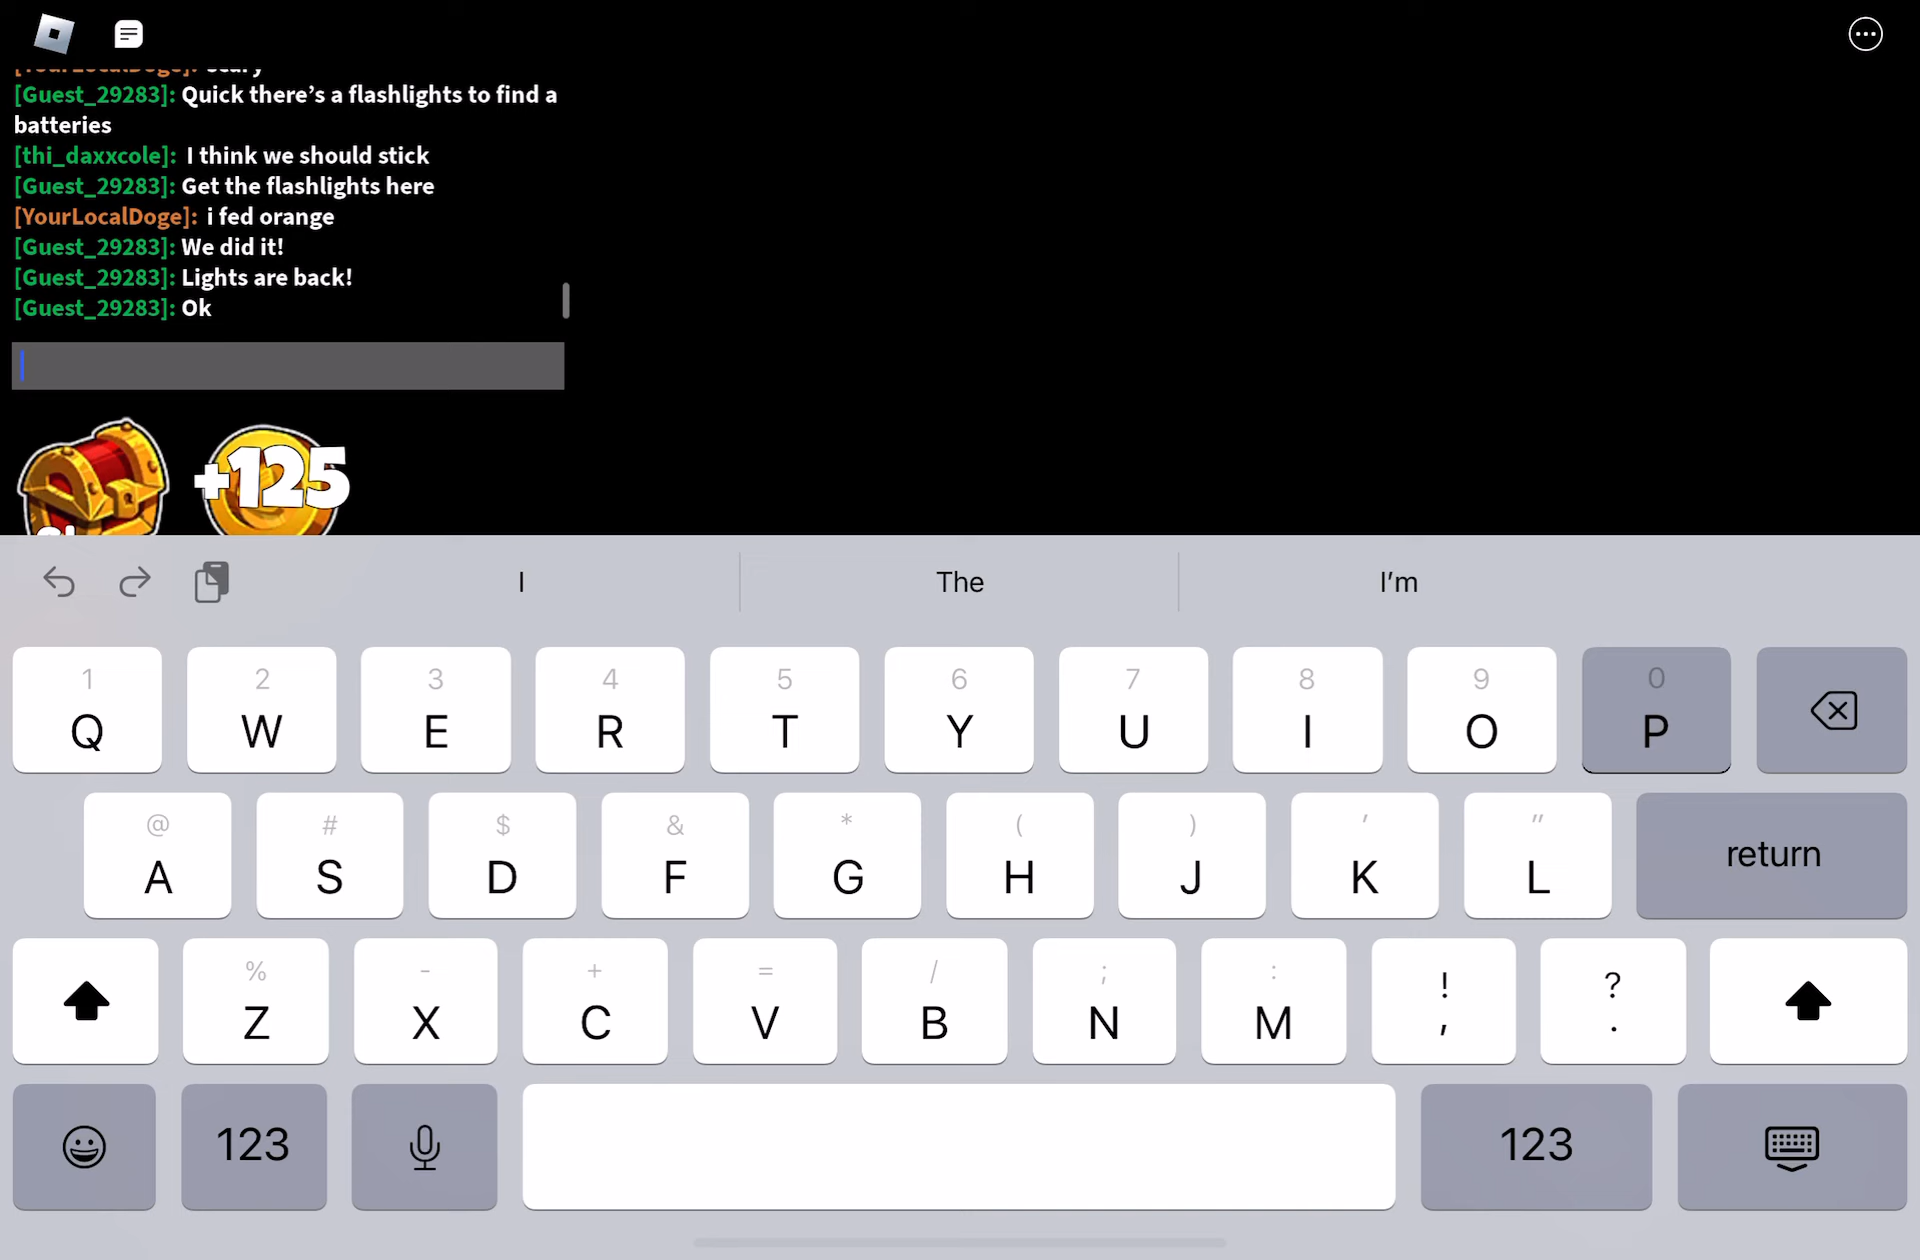 [YourLocalDoge]: scary
[Guest_29283]: Quick there's a flashlights to find a
batteries
[thi_daxxcole]: I think we should stick
[Guest_29283]: Get the flashlights here
[YourLocalDoge]: i fed orange
[Guest_29283]: We did it!
[Guest_29283]: Lights are back!
[Guest_29283]: Ok
+125
I The I'm
1 2 3 4 5 6 7 8 9 0
Q W E R T Y U I O P
@ # $ & * ( ) ' "
A S D F G H J K L return
% - + = / ; : ! ?
Z X C V B N M , .
123 123